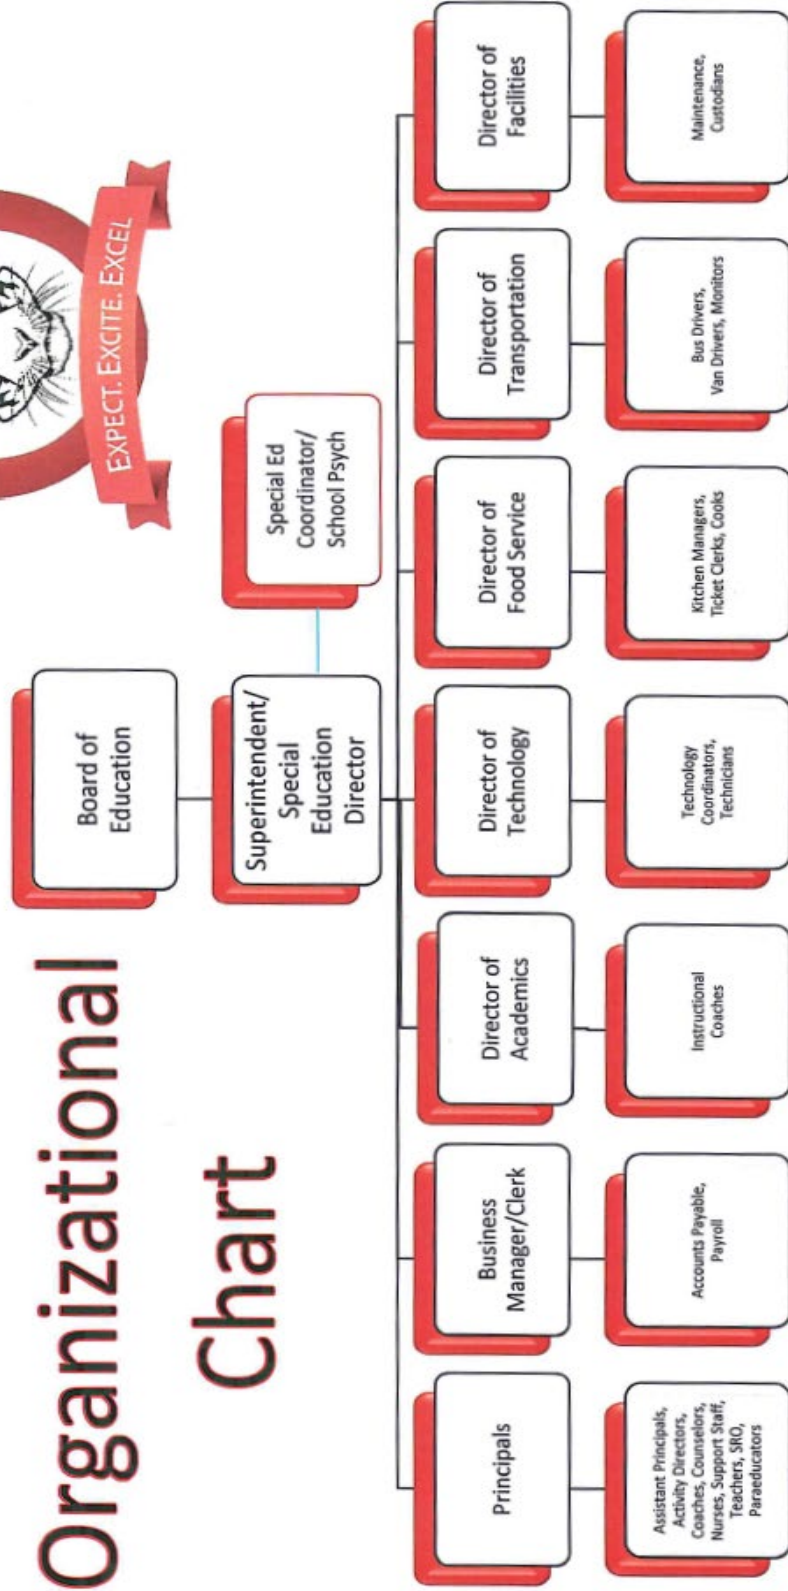 Organizational
Chart
EXPECT. EXCITE. EXCEL
Board of
Education
Superintendent/
Special
Education
Director
Special Ed
Coordinator/
School Psych
Principals
Business
Manager/Clerk
Director of
Academics
Director of
Technology
Director of
Food Service
Director of
Transportation
Director of
Facilities
Assistant Principals,
Activity Directors,
Coaches, Counselors,
Nurses, Support Staff,
Teachers, SRO,
Paraeducators
Accounts Payable,
Payroll
Instructional
Coaches
Technology
Coordinators,
Technicians
Kitchen Managers,
Ticket Clerks, Cooks
Bus Drivers,
Van Drivers, Monitors
Maintenance,
Custodians